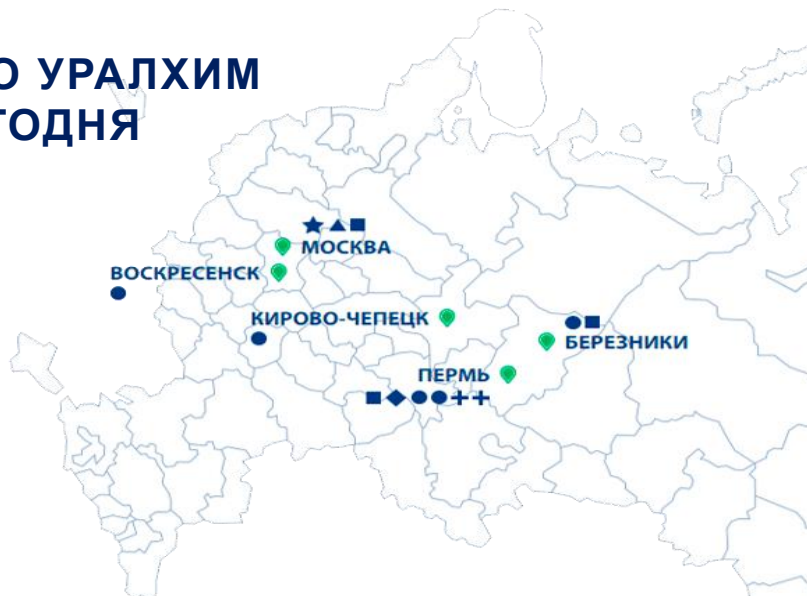 О УРАЛХИМ
ГОДНЯ
МОСКВА
ВОСКРЕСЕНСК
КИРОВО-ЧЕПЕЦК
БЕРЕЗНИКИ
ПЕРМЬ